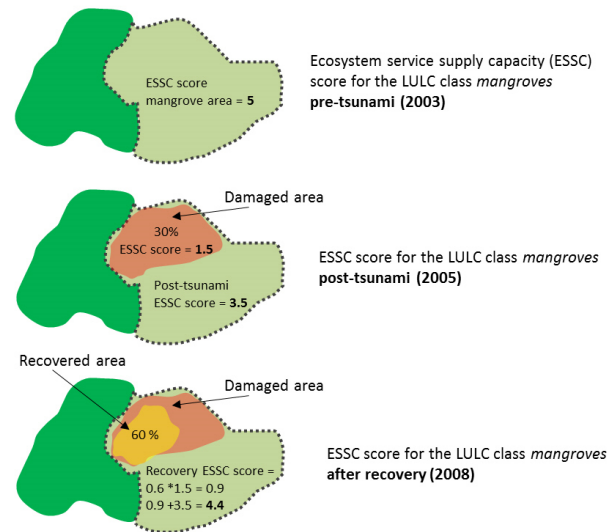 ESSC score
mangrove area = 5
Ecosystem service supply capacity (ESSC)
score for the LULC class mangroves
pre-tsunami (2003)
Damaged area
30%
ESSC score = 1.5
Post-tsunami
ESSC score = 3.5
ESSC score for the LULC class mangroves
post-tsunami (2005)
Recovered area
Damaged area
60 %
Recovery ESSC score =
0.6 *1.5 = 0.9
0.9 +3.5 = 4.4
ESSC score for the LULC class mangroves
after recovery (2008)